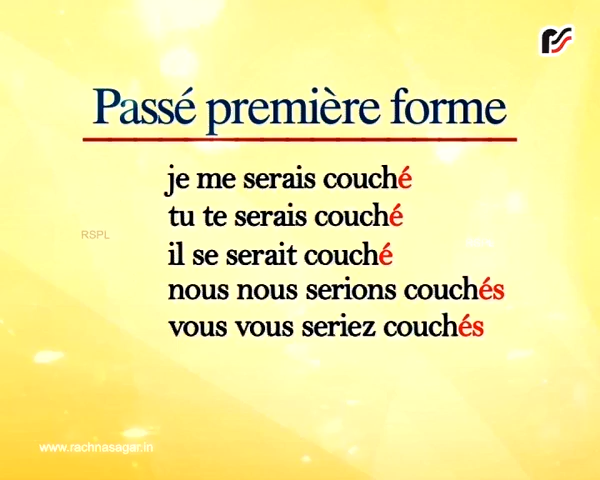 Passé première forme
je me serais couché
tu te serais couché
RSPL
il se serait couché
nous nous serions couchés
vous vous seriez couchés
www.rachnasagar.in